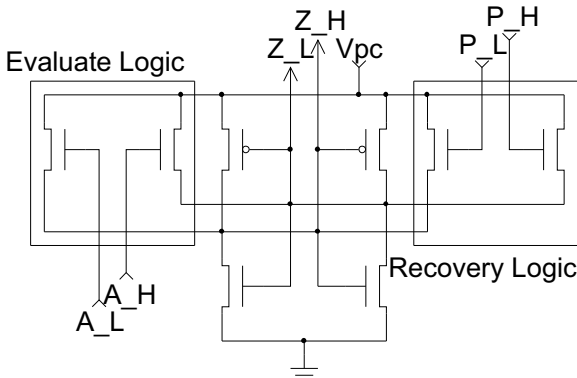 Z_H
P_H
Z_L
Vpc
P_L
Evaluate Logic
Recovery Logic
A_H
A_L